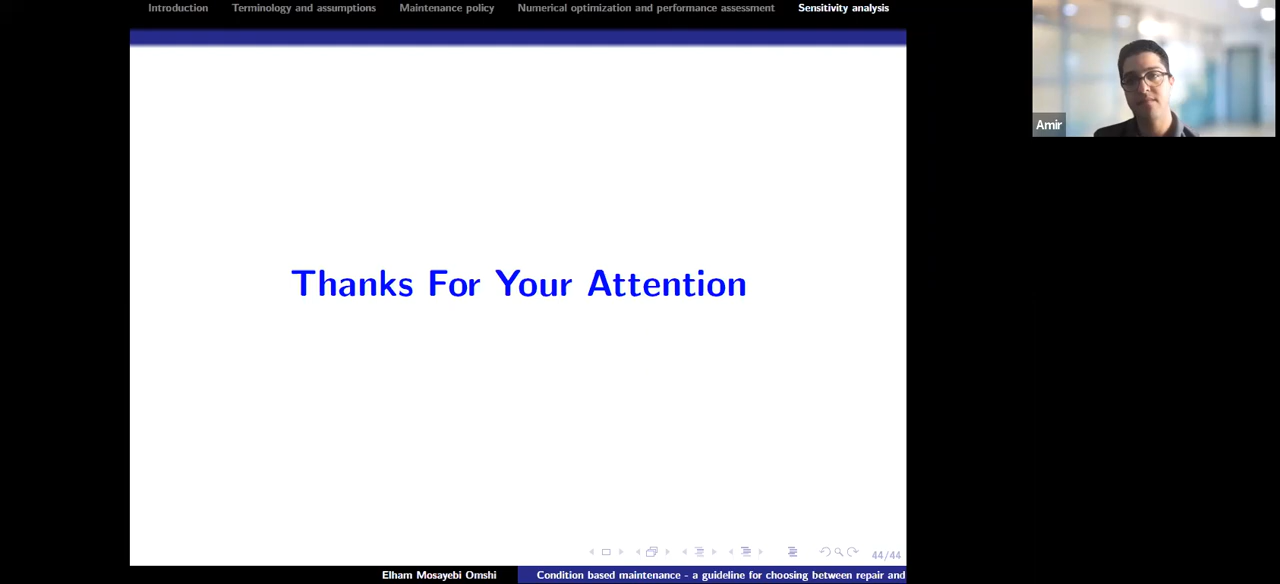 Introduction Terminology and assumptions Maintenance policy Numerical optimization and performance assessment Sensitivity analysis
Amir
Thanks For Your Attention
44/44
Elham Mosayebi Omshi Condition based maintenance - a guideline for choosing between repair and